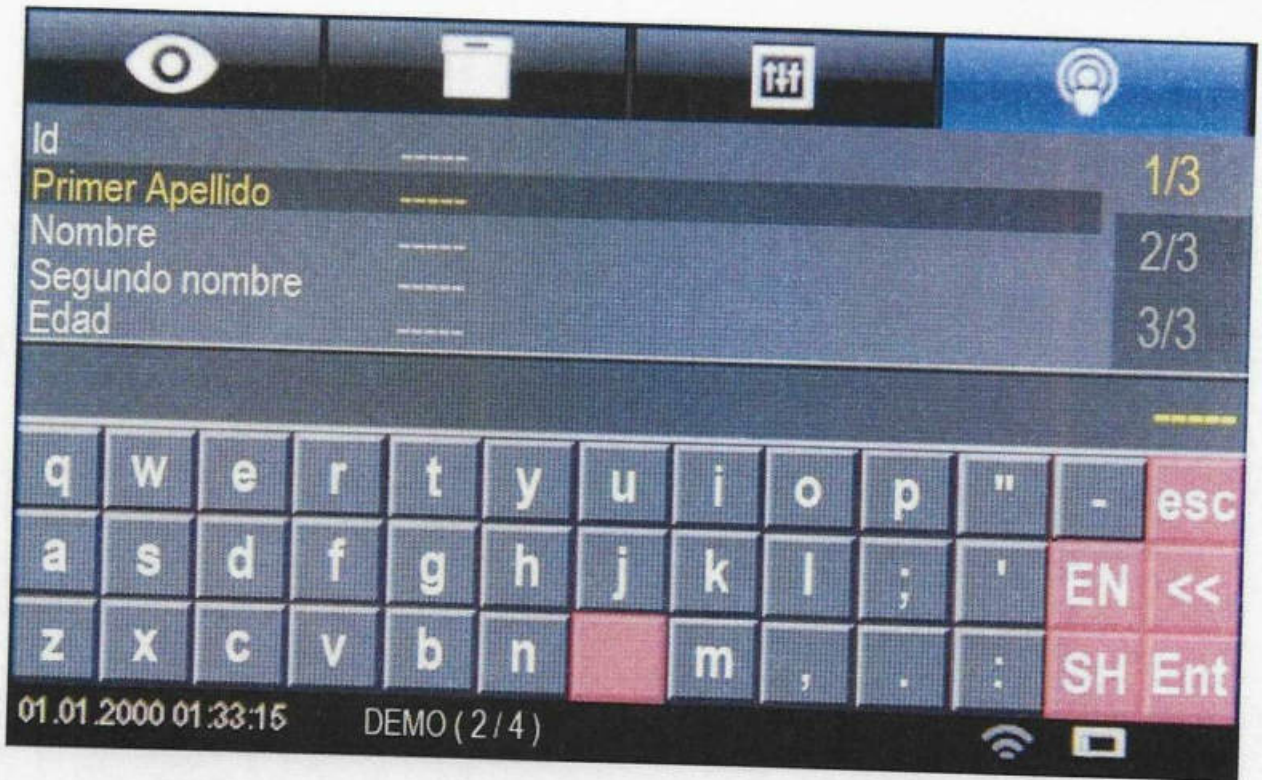 Id -----
1/3
Primer Apellido -----
Nombre -----
2/3
Segundo nombre -----
Edad -----
3/3
-----
q w e r t y u i o p " - esc
a s d f g h j k l ; ' EN <<
z x c v b n m , . : SH Ent
01.01.2000 01:33:15 DEMO ( 2 / 4 )